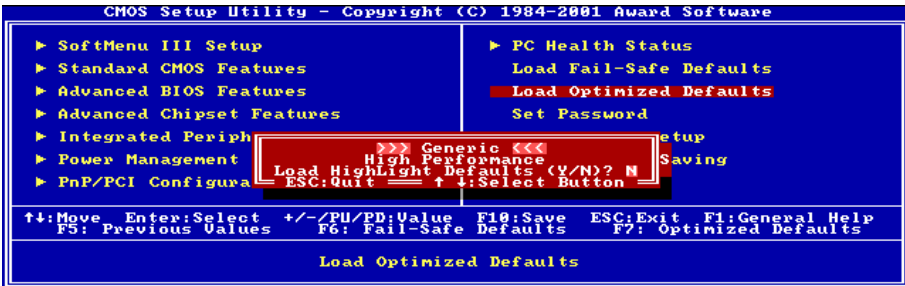 CMOS Setup Utility - Copyright (C) 1984-2001 Award Software
▶ SoftMenu III Setup
▶ Standard CMOS Features
▶ Advanced BIOS Features
▶ Advanced Chipset Features
▶ Integrated Periph
▶ Power Management
▶ PnP/PCI Configura
▶ PC Health Status
Load Fail-Safe Defaults
Load Optimized Defaults
Set Password
etup
Saving
>>> Generic <<<
High Performance
Load HighLight Defaults (Y/N)? N
ESC:Quit ══ ↑ ↓:Select Button
↑↓:Move Enter:Select +/-/PU/PD:Value F10:Save ESC:Exit F1:General Help
F5: Previous Values F6: Fail-Safe Defaults F7: Optimized Defaults
Load Optimized Defaults